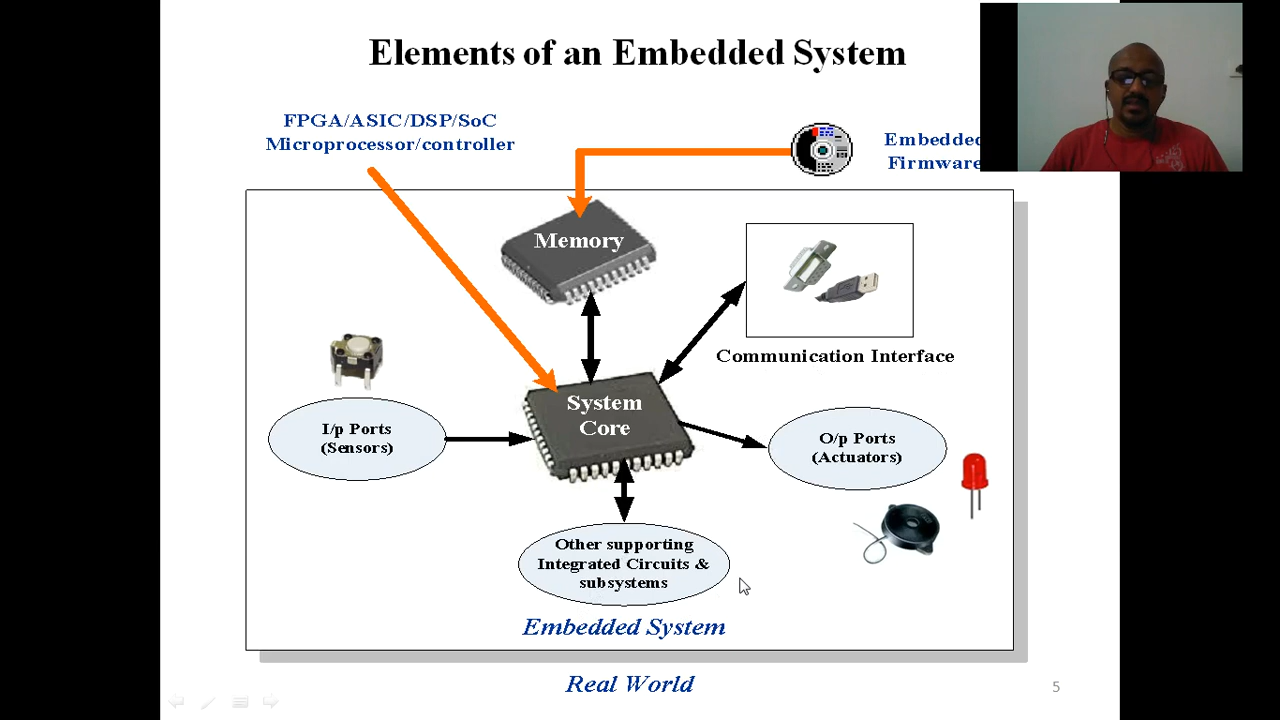 Elements of an Embedded System
FPGA/ASIC/DSP/SoC
Microprocessor/controller
Embedded
Firmware
Memory
Communication Interface
System
Core
I/p Ports
(Sensors)
O/p Ports
(Actuators)
Other supporting
Integrated Circuits &
subsystems
Embedded System
Real World
5